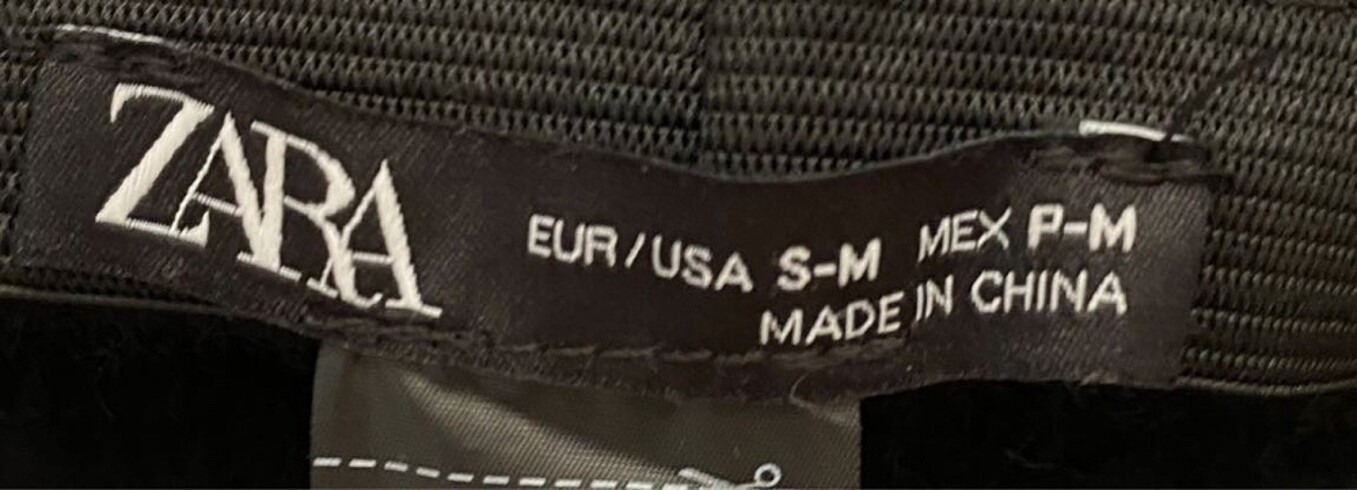 ZARA
EUR/USA S-M MEX P-M
MADE IN CHINA